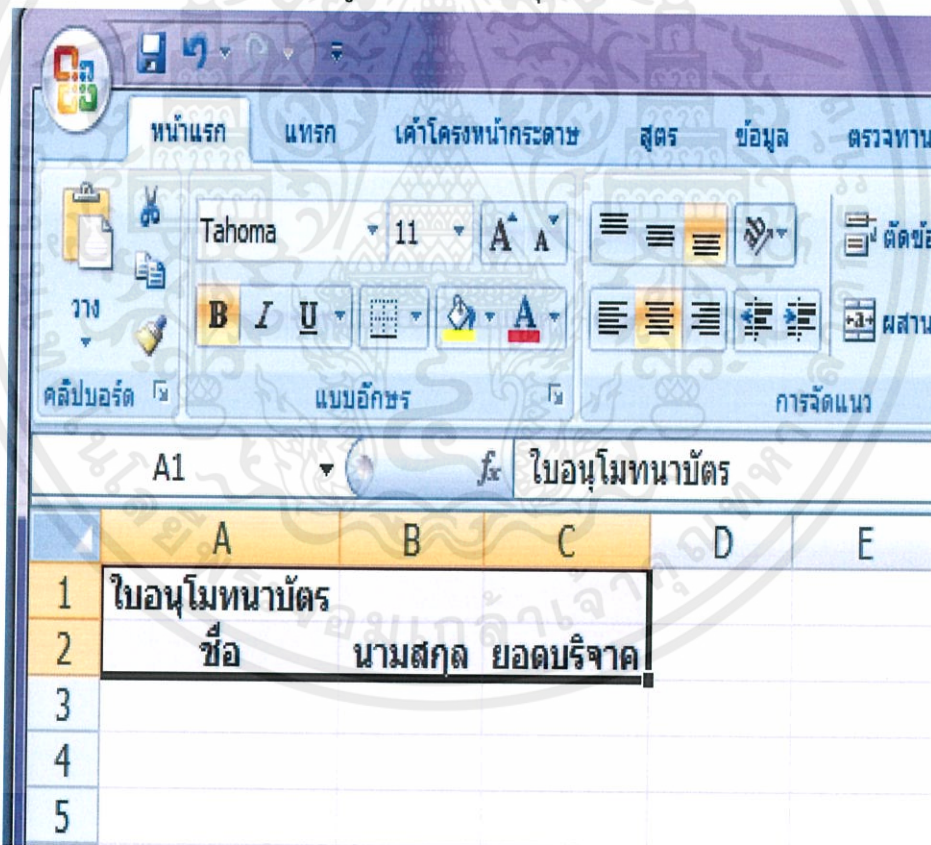 หน้าแรก แทรก เค้าโครงหน้ากระดาษ สูตร ข้อมูล ตรวจทาน
Tahoma 11 A A ตัดข้อ
วาง B I U A ผสาน
คลิปบอร์ด แบบอักษร การจัดแนว
A1 fx ใบอนุโมทนาบัตร
A B C D E
1 ใบอนุโมทนาบัตร
2 ชื่อ นามสกุล ยอดบริจาค
3
4
5